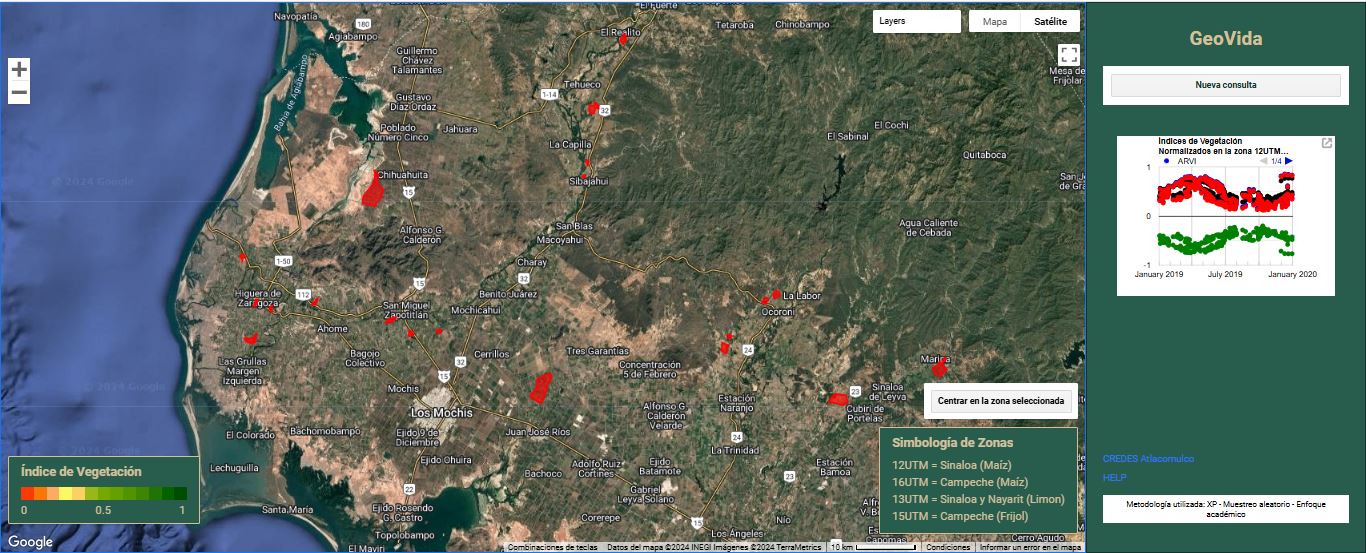 Navopatia
180
Agiabampo
Guillermo
Chávez
Talamantes
El Fuerte
El Realito
Tetaroba
Chinobampo
Layers
Mapa
Satélite
Bahía de Agiabampo
Gustavo
Díaz Ordaz
1-14
Tehueco
32
Mesa de
Frijolar
Poblado
Número Cinco
Jahuara
La Capilla
El Sabinal
El Cochi
Quitaboca
© 2024 Google
Chihuahuita
15
Sibajahui
San Jo
de Gra
Alfonso G.
Calderón
San Blas
Macoyahui
Agua Caliente
de Cebada
1-50
Charay
32
15
Higuera de
Zaragoza
112
San Miguel
Zapotitlán
Benito Juárez
Mochicahui
La Labor
Ocoroni
Ahome
Las Grullas
Margen
Izquierda
Bagojo
Colectivo
32
Cerrillos
Tres Garantías
Concentración
5 de Febrero
24
Maripa
15
Mochis
Los Mochis
© 2024 Google
Estación
Naranjo
23
Sinaloa
de Leyva
Cubiri de
Portelas
Centrar en la zona seleccionada
Alfonso G.
Calderón
Velarde
El Colorado
Bachomobampo
Ejido 9 de
Diciembre
Juan José Ríos
24
La Trinidad
Lechuguilla
Ejido Ohuira
Bachoco
Adolfo Ruiz
Cortines
Ejido
Batamote
Estación
Bamoa
23
22
Gabriel
Leyva Solano
Santa María
Ejido Rosendo
G. Castro
Topolobampo
Corerepe
15
Nío
Los Ángeles
El Maviri
Cerro Agudo
Índice de Vegetación
0
0.5
1
Simbología de Zonas
12UTM = Sinaloa (Maíz)
16UTM = Campeche (Maíz)
13UTM = Sinaloa y Nayarit (Limon)
15UTM = Campeche (Frijol)
Google
Combinaciones de teclas
Datos del mapa ©2024 INEGI Imágenes ©2024 TerraMetrics
10 km
Condiciones
Informar un error en el mapa
GeoVida
Nueva consulta
Índices de Vegetación
Normalizados en la zona 12UTM...
ARVI
1/4
1
0
-1
January 2019
July 2019
January 2020
CREDES Atlacomulco
HELP
Metodología utilizada: XP - Muestreo aleatorio - Enfoque
académico